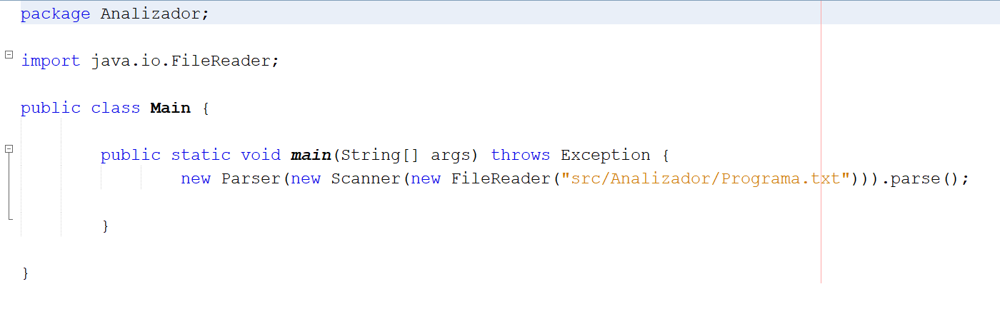 package Analizador;
import java.io.FileReader;
public class Main {
public static void main(String[] args) throws Exception {
new Parser(new Scanner(new FileReader("src/Analizador/Programa.txt"))).parse();
}
}